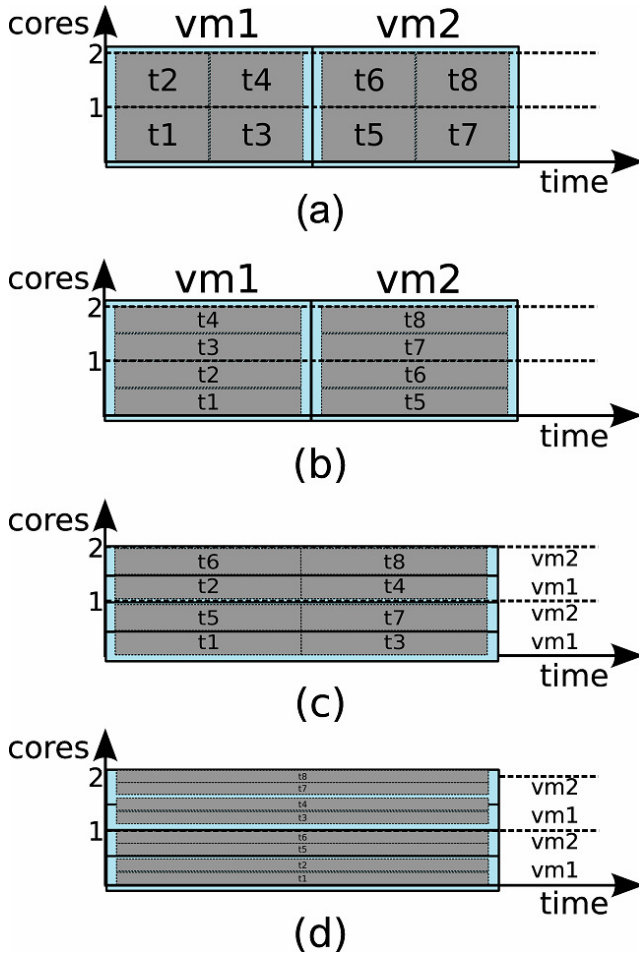 cores vm1 vm2
2
t2 t4 t6 t8
1
t1 t3 t5 t7
time
(a)
cores vm1 vm2
2
t4 t8
t3 t7
1
t2 t6
t1 t5
time
(b)
cores
2
t6 t8 vm2
t2 t4 vm1
1
t5 t7 vm2
t1 t3 vm1
time
(c)
cores
2
t8
t7 vm2
t4
t3 vm1
1
t6 vm2
t5
t2 vm1
t1
time
(d)